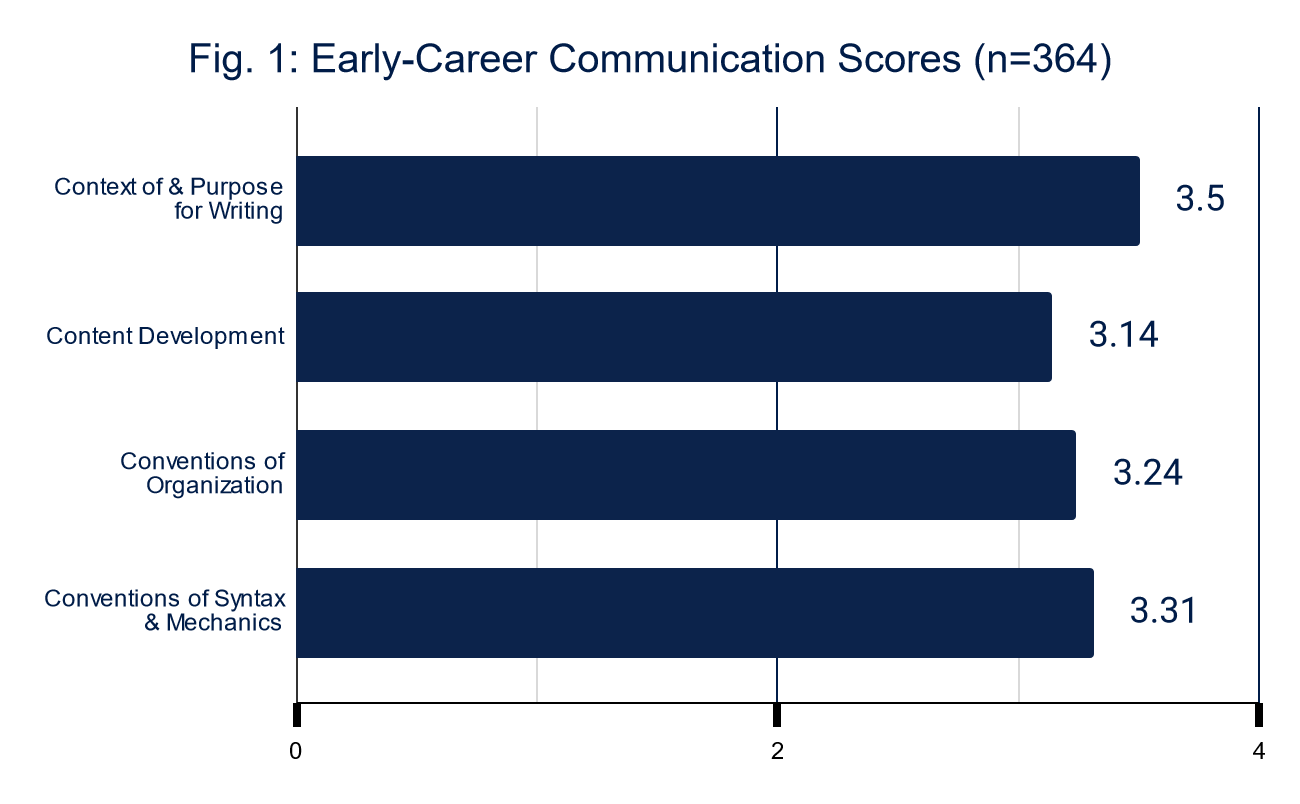 Fig. 1: Early-Career Communication Scores (n=364)
Context of & Purpose
for Writing
3.5
Content Development
3.14
Conventions of
Organization
3.24
Conventions of Syntax
& Mechanics
3.31
0 2 4